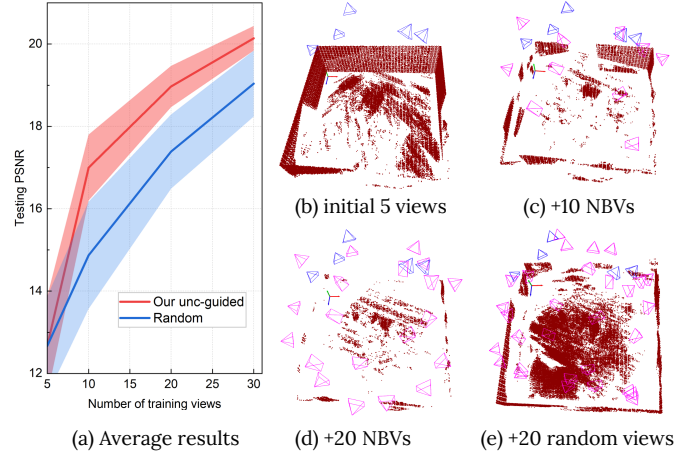 20
18
16
14
12
Testing PSNR
Our unc-guided
Random
5
10
15
20
25
30
Number of training views
(a) Average results
(b) initial 5 views
(c) +10 NBVs
(d) +20 NBVs
(e) +20 random views